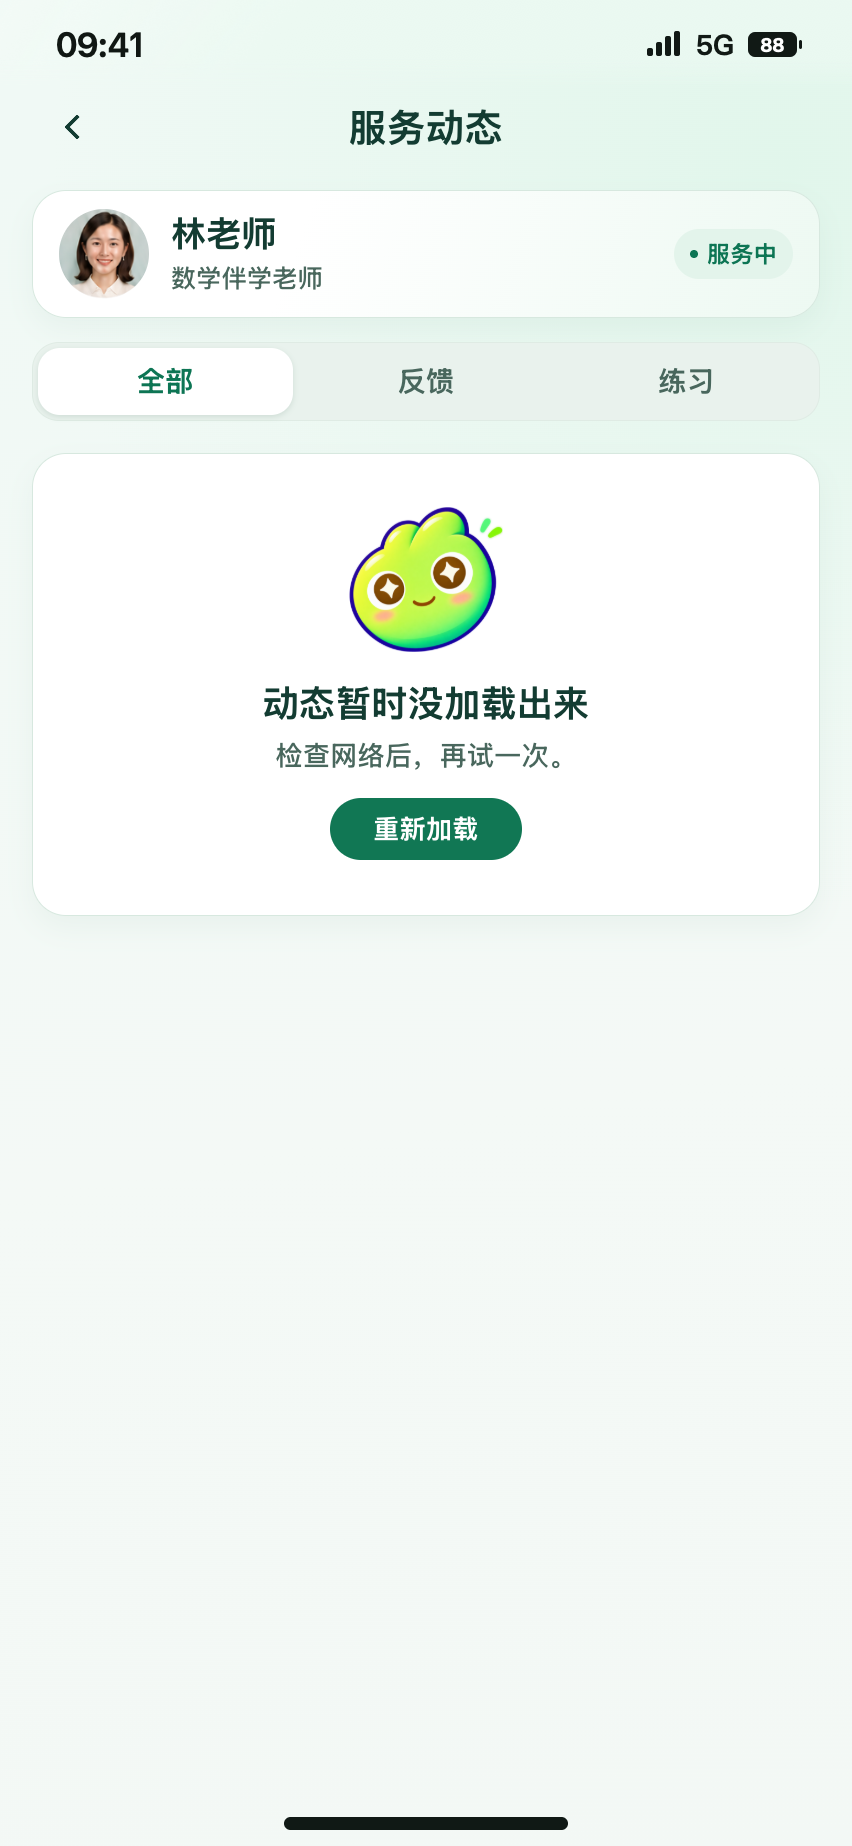 09:41
5G 88
服务动态
林老师
数学伴学老师
服务中
全部 反馈 练习
动态暂时没加载出来
检查网络后，再试一次。
重新加载